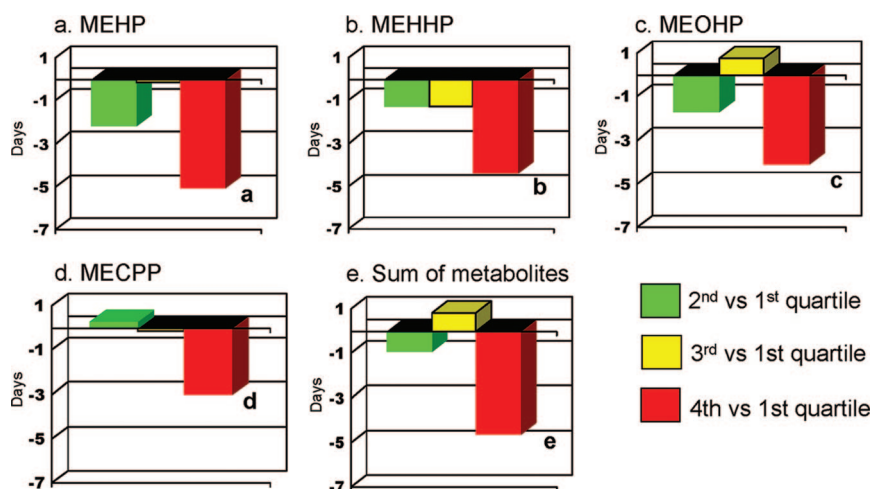 a. MEHP
b. MEHHP
c. MEOHP
1
-1
-3
-5
-7
Days
a
1
-1
-3
-5
-7
Days
b
1
-1
-3
-5
-7
Days
c
d. MECPP
e. Sum of metabolites
1
-1
-3
-5
-7
Days
d
1
-1
-3
-5
-7
Days
e
2nd vs 1st quartile
3rd vs 1st quartile
4th vs 1st quartile